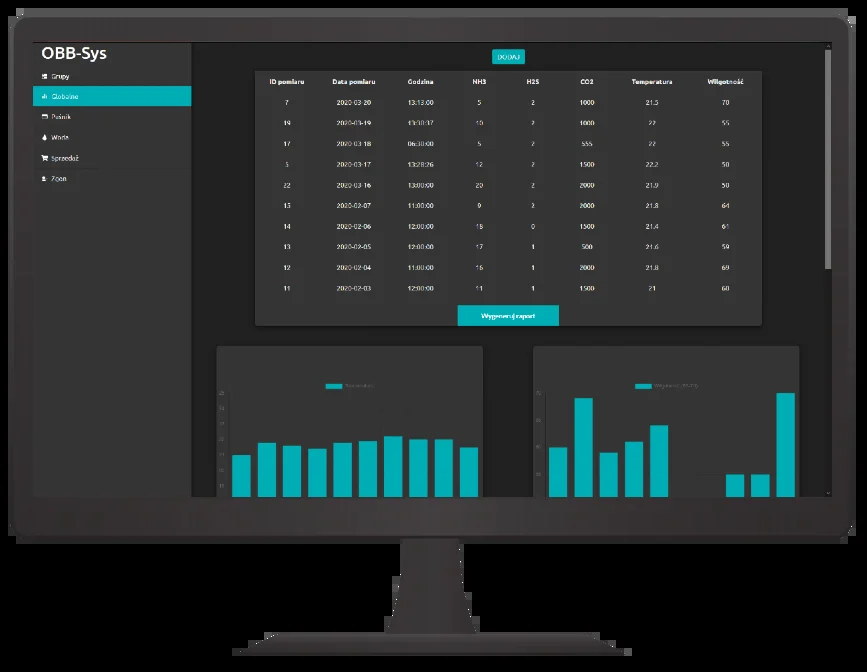 OBB-Sys
Grupy
Globalne
Paśnik
Woda
Sprzedaż
Zgon
DODAJ
ID pomiaru Data pomiaru Godzina NH3 H2S CO2 Temperatura Wilgotność
7 2020-03-20 13:13:00 5 2 1000 21.5 70
19 2020-03-19 13:30:37 10 2 1000 22 55
17 2020-03-18 06:30:00 5 2 555 22 55
5 2020-03-17 13:28:26 12 2 1500 22.2 50
22 2020-03-16 13:00:00 20 2 2000 21.9 50
15 2020-02-07 11:00:00 9 2 2000 21.8 64
14 2020-02-06 12:00:00 18 0 1500 21.4 61
13 2020-02-05 12:00:00 17 1 500 21.6 59
12 2020-02-04 11:00:00 16 1 2000 21.8 69
11 2020-02-03 12:00:00 11 1 1500 21 60
Wygeneruj raport